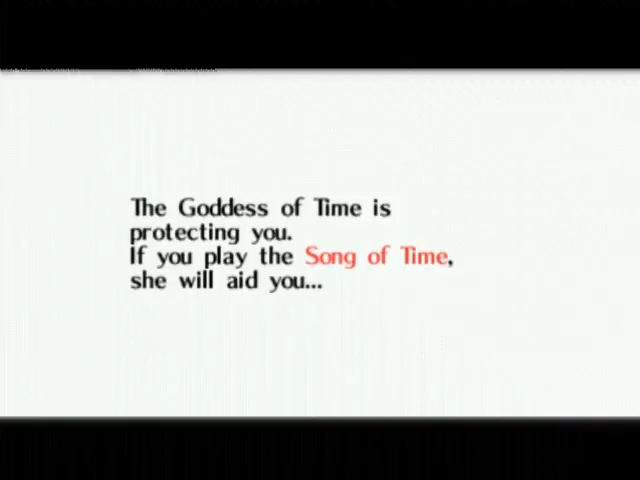 The Goddess of Time is
protecting you.
If you play the Song of Time,
she will aid you...